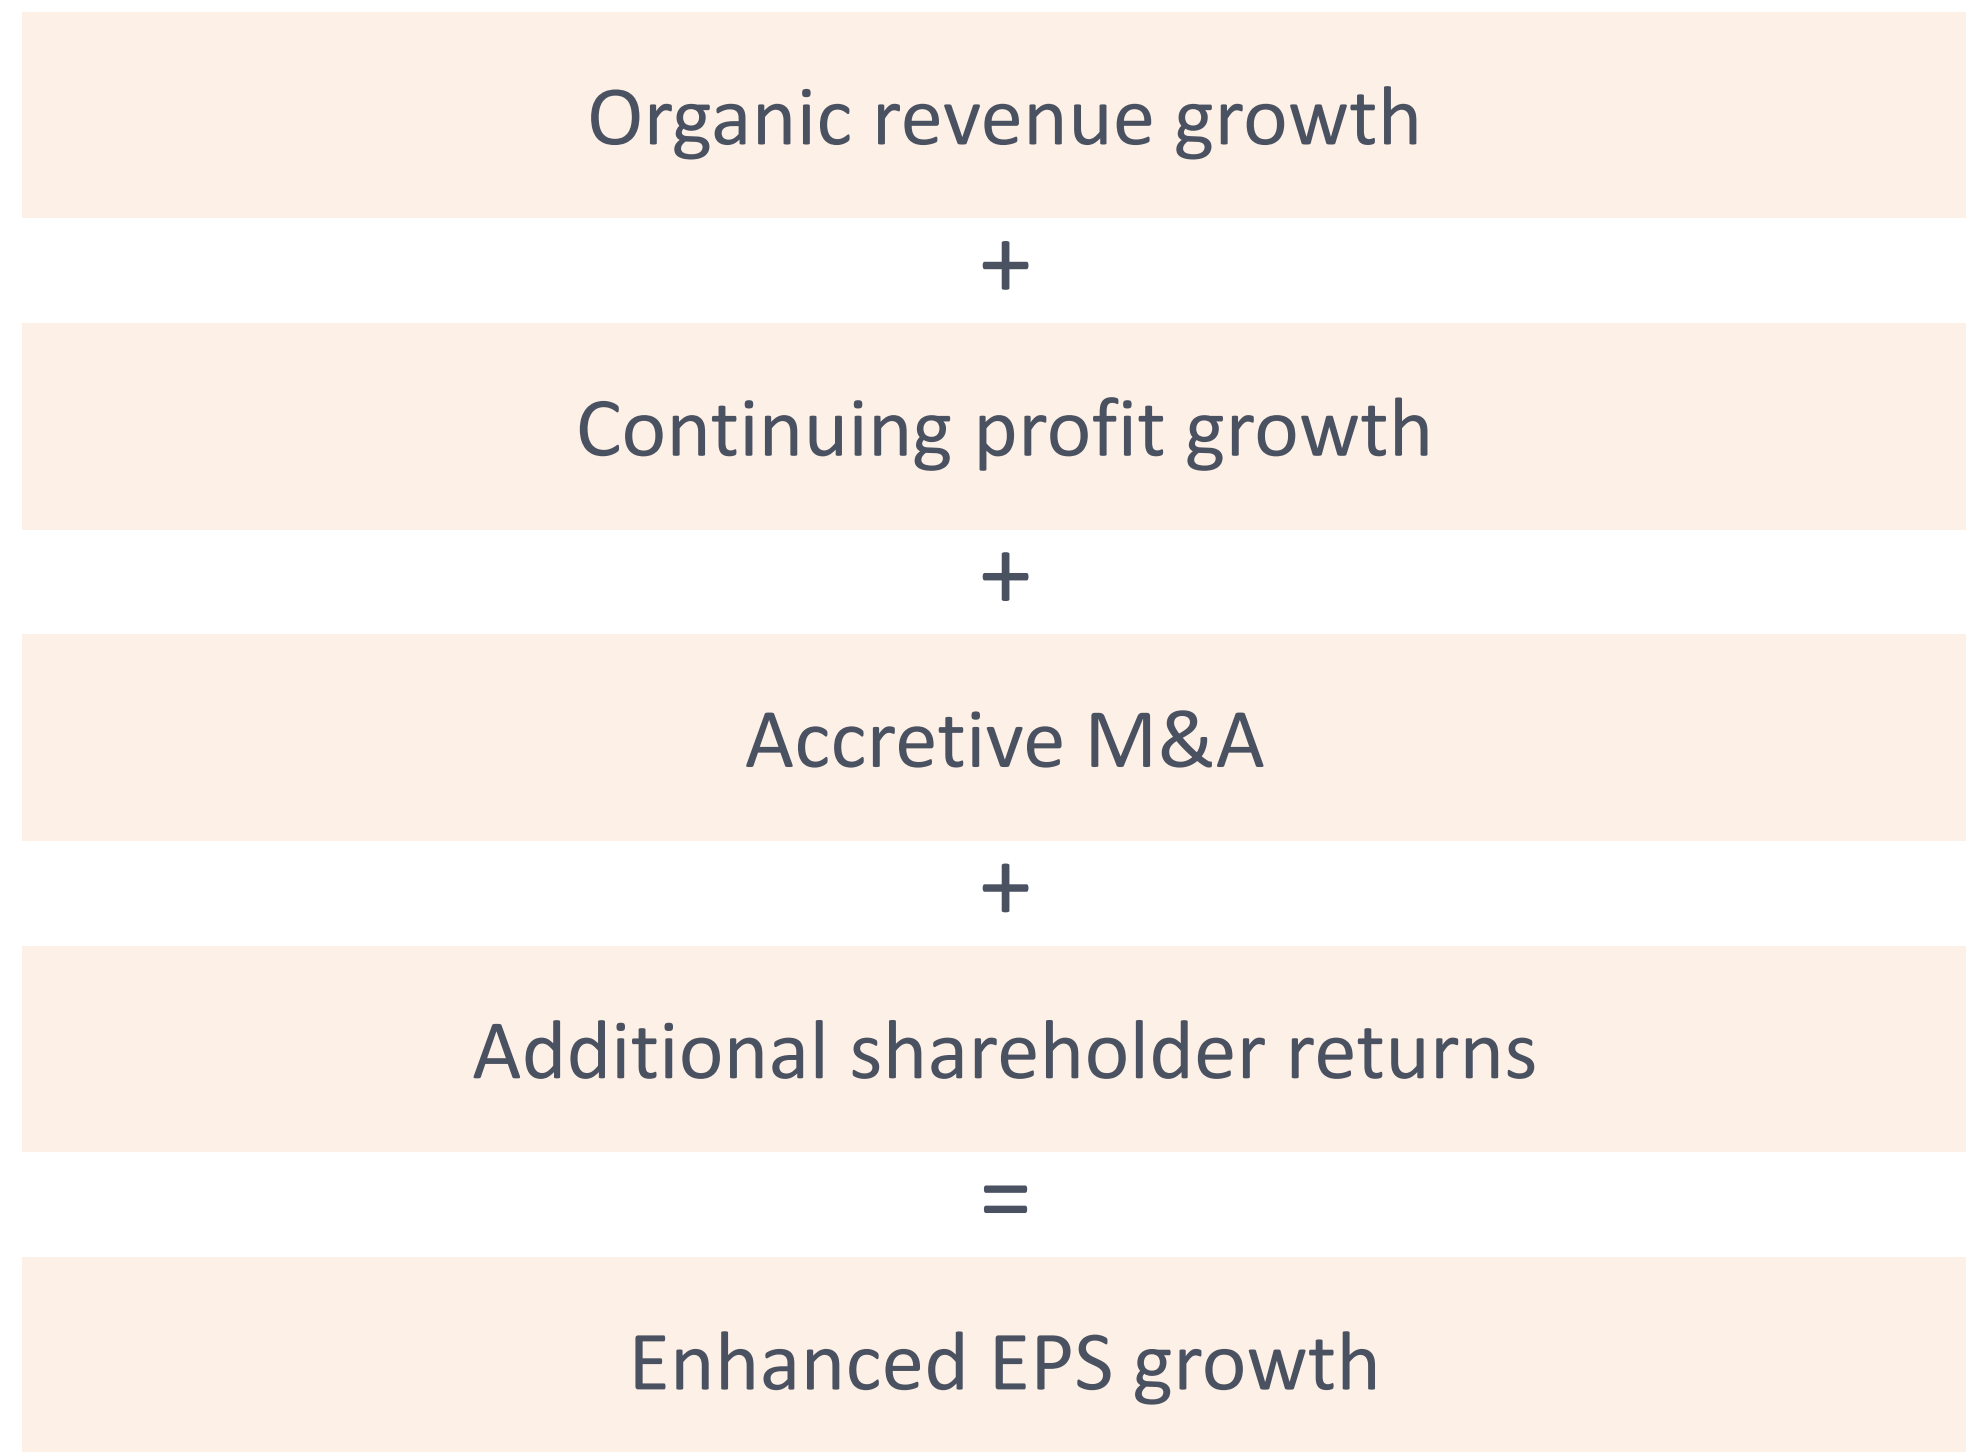 Organic revenue growth
+
Continuing profit growth
+
Accretive M&A
+
Additional shareholder returns
=
Enhanced EPS growth